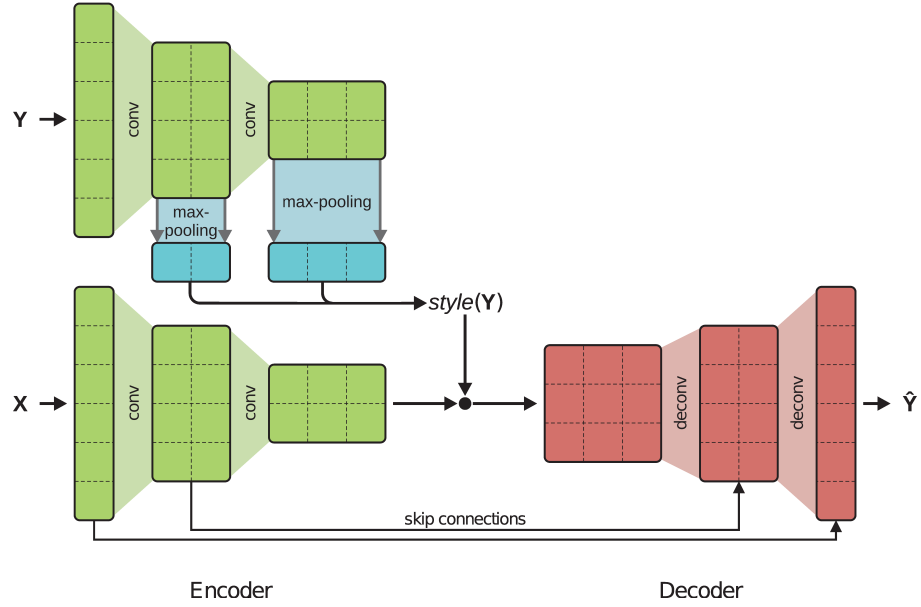 Y
conv
conv
max-
pooling
max-pooling
style(Y)
X
conv
conv
deconv
deconv
Ŷ
skip connections
Encoder
Decoder